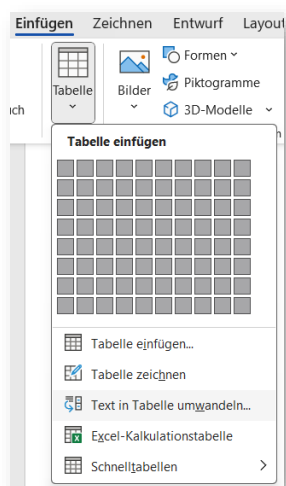 Einfügen Zeichnen Entwurf Layout
Formen
Piktogramme
Tabelle Bilder
3D-Modelle
Tabelle einfügen
Tabelle einfügen...
Tabelle zeichnen
Text in Tabelle umwandeln...
Excel-Kalkulationstabelle
Schnelltabellen